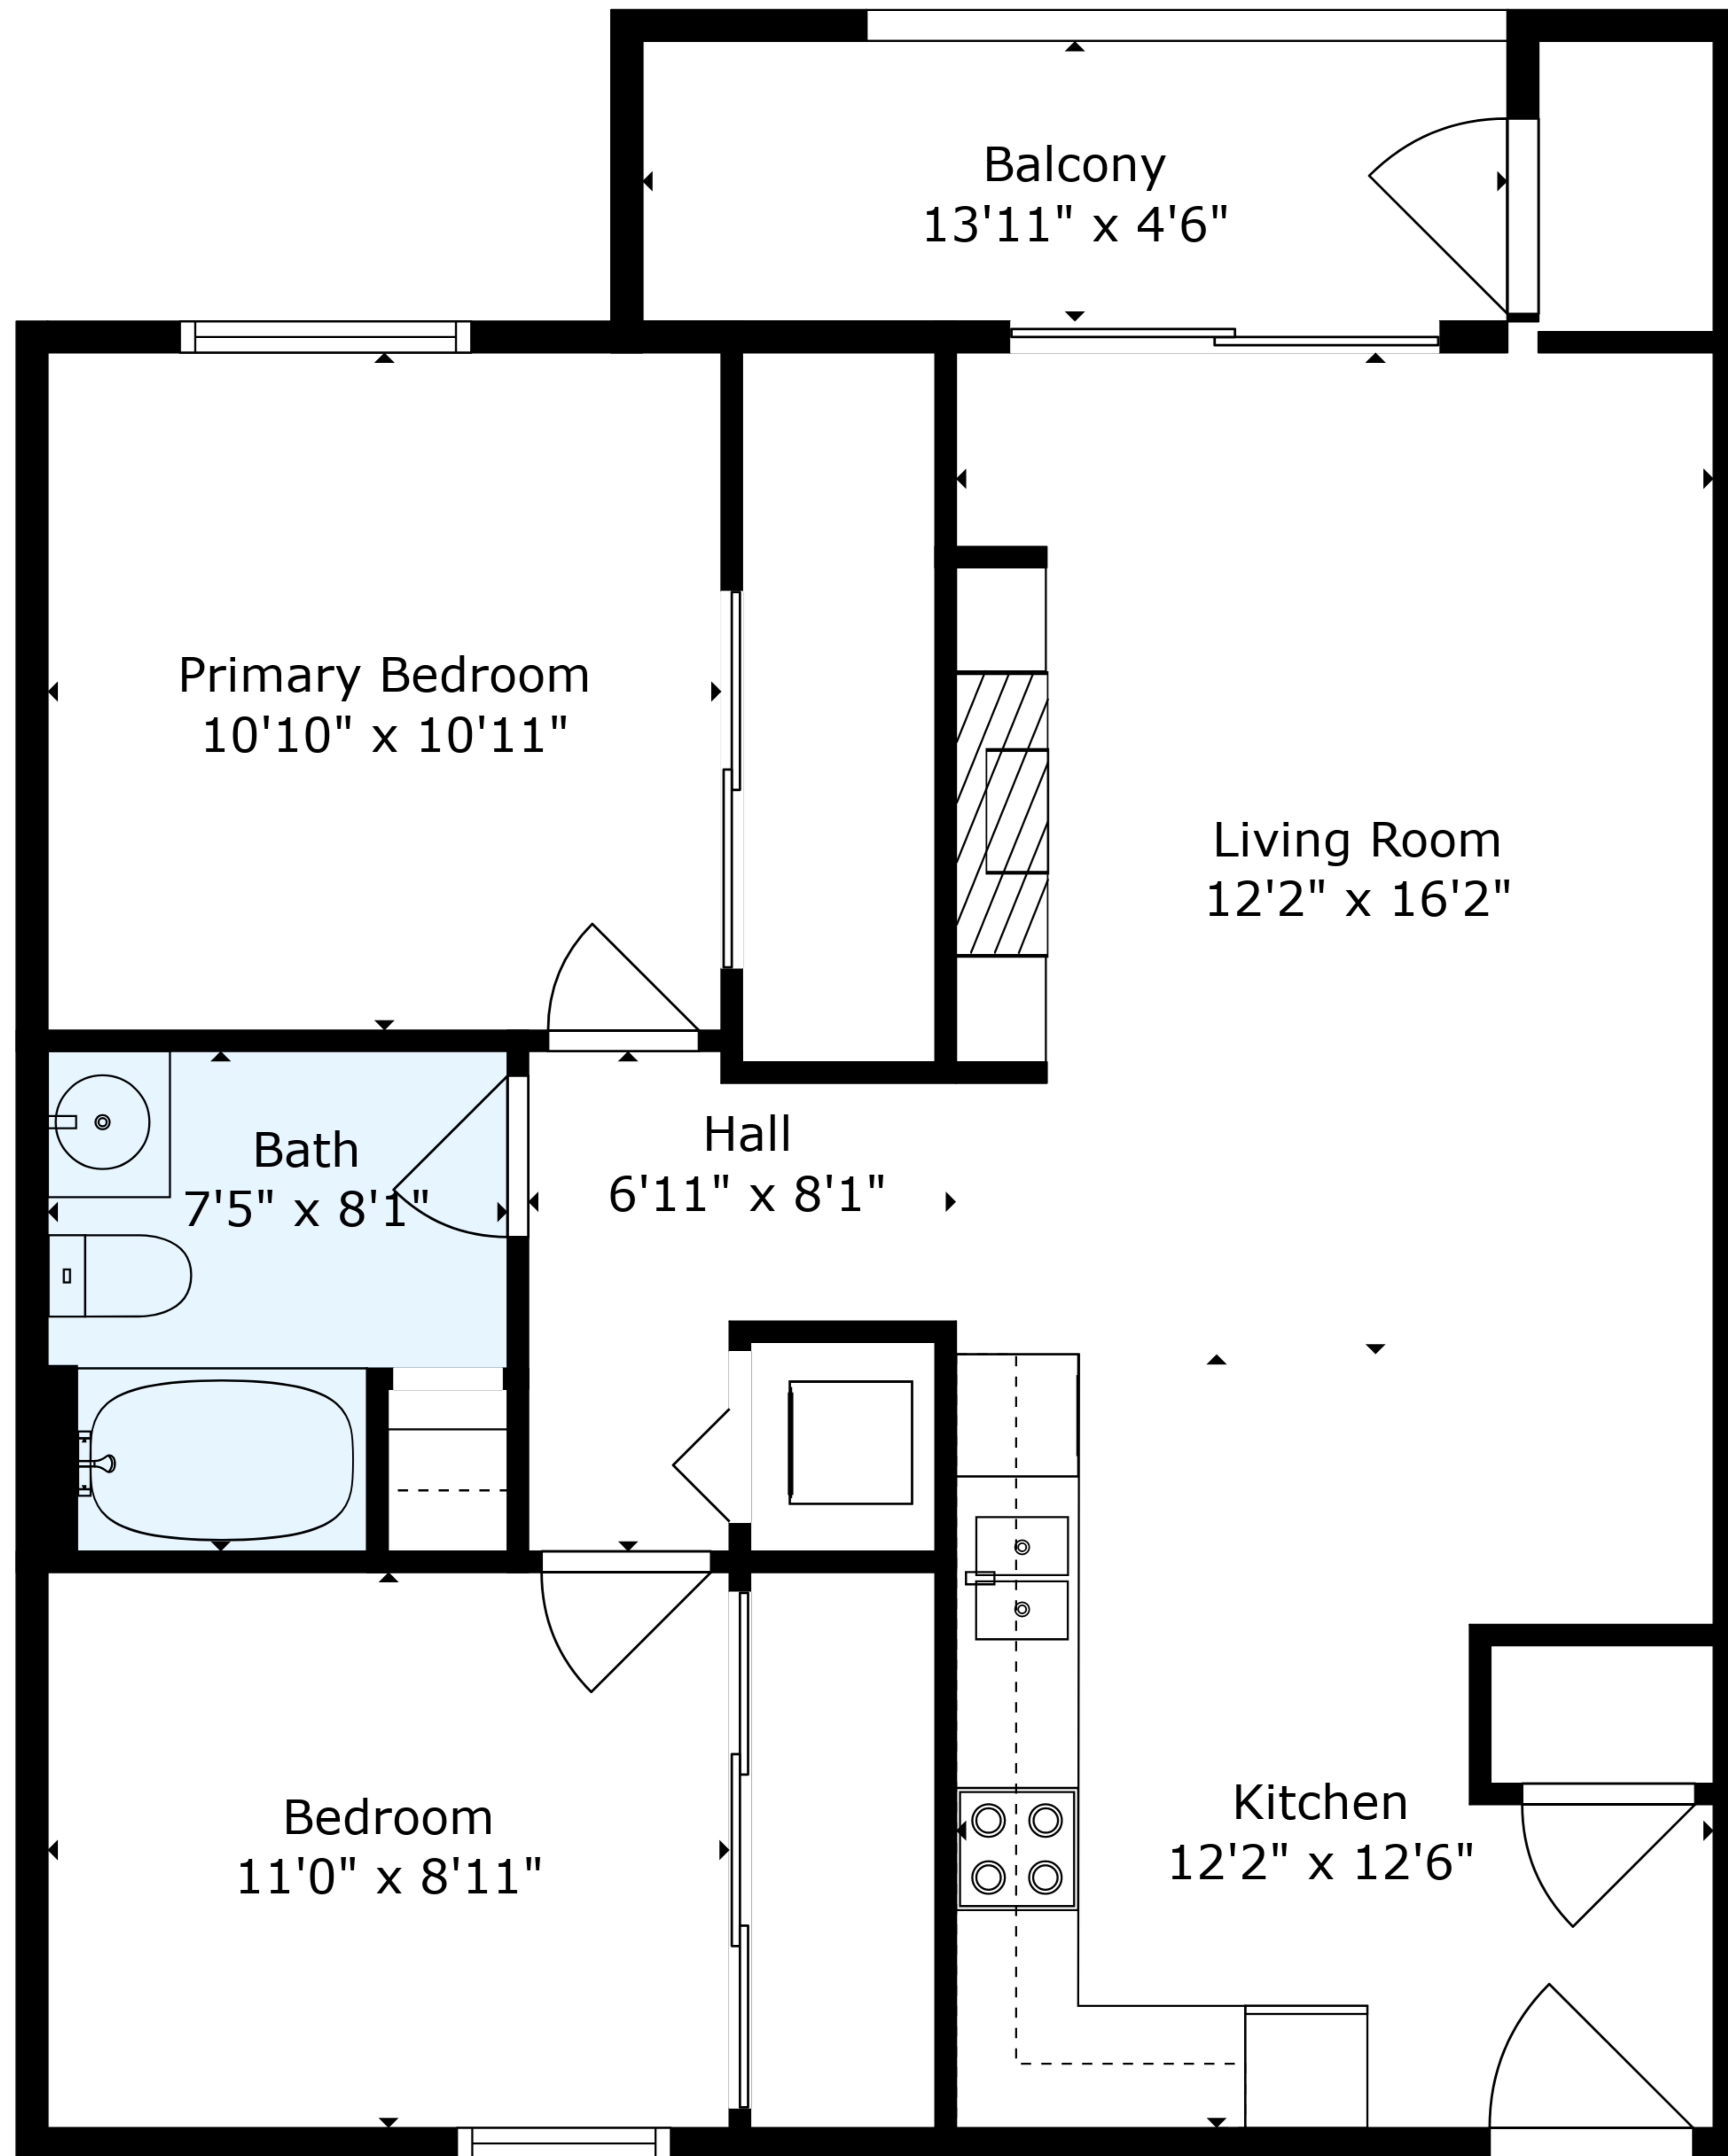 Balcony
13'11" x 4'6"
Primary Bedroom
10'10" x 10'11"
Living Room
12'2" x 16'2"
Hall
6'11" x 8'1"
Bath
7'5" x 8'1"
Bedroom
11'0" x 8'11"
Kitchen
12'2" x 12'6"